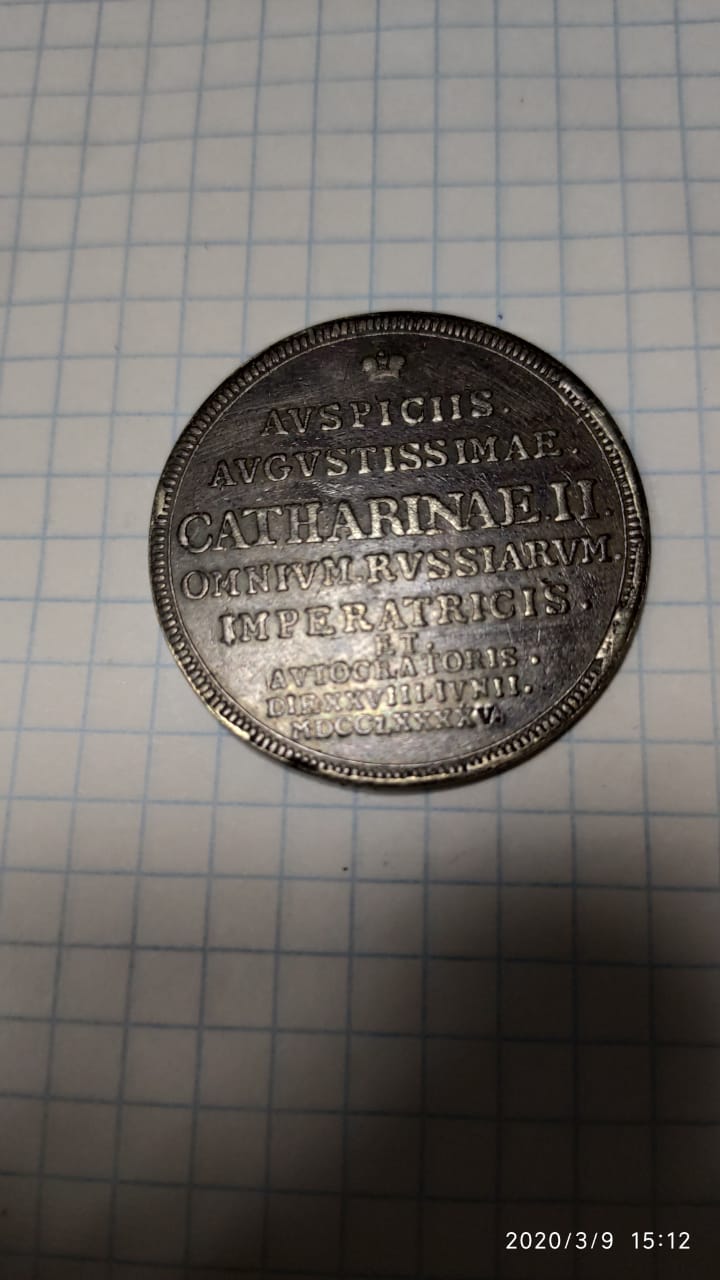 AVSPICIIS.
AVGVSTISSIMAE.
CATHARINAE II.
OMNIVM.RVSSIARVM.
IMPERATRICIS.
ET.
AVTOCRATORIS.
DIE XXVIII IVNII.
MDCCLXXXXV.
2020/3/9 15:12